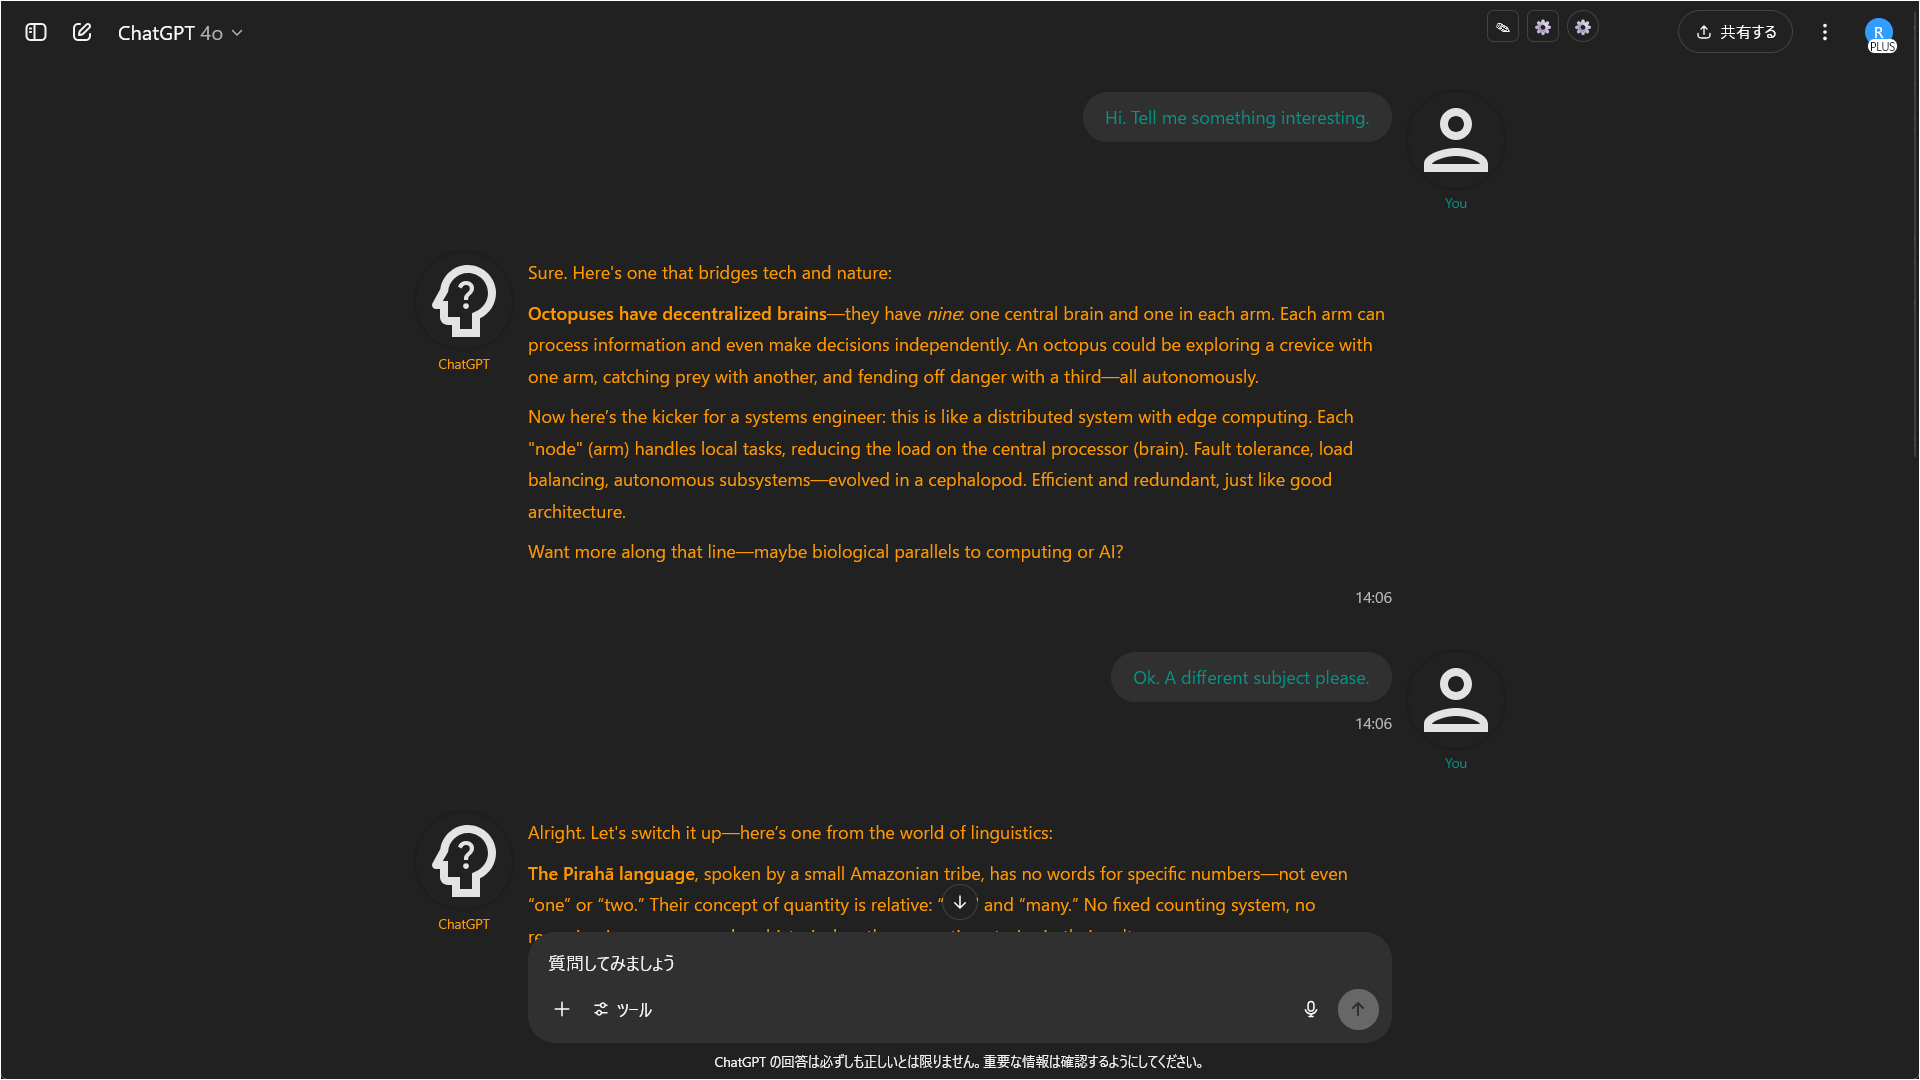 ChatGPT 4o
共有する
R
PLUS
Hi. Tell me something interesting.
You
Sure. Here's one that bridges tech and nature:
Octopuses have decentralized brains—they have nine: one central brain and one in each arm. Each arm can
process information and even make decisions independently. An octopus could be exploring a crevice with
one arm, catching prey with another, and fending off danger with a third—all autonomously.
ChatGPT
Now here’s the kicker for a systems engineer: this is like a distributed system with edge computing. Each
"node" (arm) handles local tasks, reducing the load on the central processor (brain). Fault tolerance, load
balancing, autonomous subsystems—evolved in a cephalopod. Efficient and redundant, just like good
architecture.
Want more along that line—maybe biological parallels to computing or AI?
14:06
Ok. A different subject please.
14:06
You
Alright. Let's switch it up—here’s one from the world of linguistics:
The Pirahã language, spoken by a small Amazonian tribe, has no words for specific numbers—not even
“one” or “two.” Their concept of quantity is relative: “ ” and “many.” No fixed counting system, no
ChatGPT
質問してみましょう
ツール
ChatGPT の回答は必ずしも正しいとは限りません。重要な情報は確認するようにしてください。